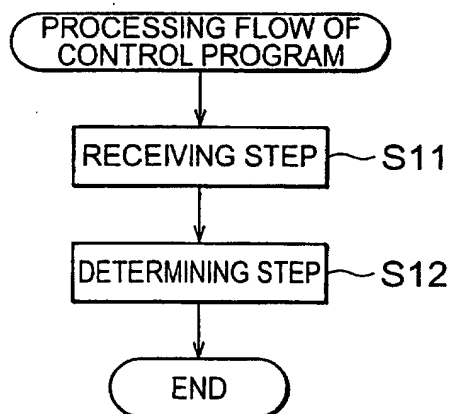 PROCESSING FLOW OF
CONTROL PROGRAM
RECEIVING STEP S11
DETERMINING STEP S12
END